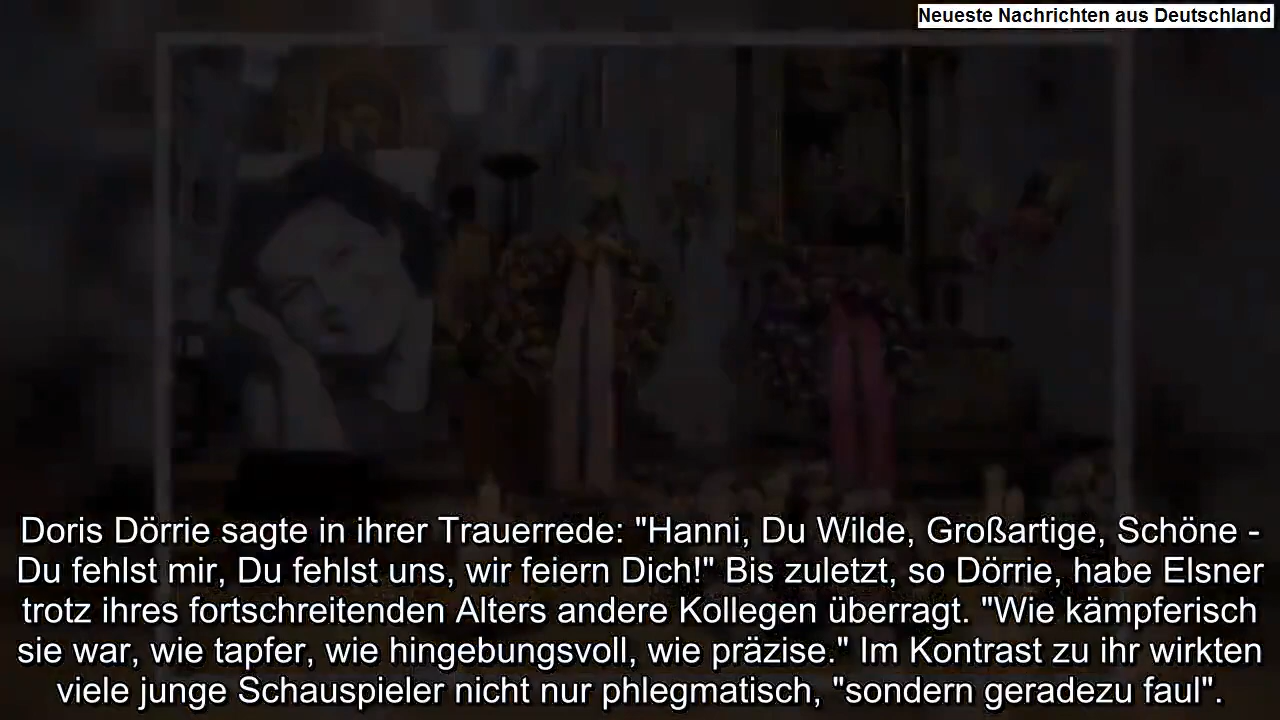 Neueste Nachrichten aus Deutschland
Doris Dörrie sagte in ihrer Trauerrede: "Hanni, Du Wilde, Großartige, Schöne -
Du fehlst mir, Du fehlst uns, wir feiern Dich!" Bis zuletzt, so Dörrie, habe Elsner
trotz ihres fortschreitenden Alters andere Kollegen überragt. "Wie kämpferisch
sie war, wie tapfer, wie hingebungsvoll, wie präzise." Im Kontrast zu ihr wirkten
viele junge Schauspieler nicht nur phlegmatisch, "sondern geradezu faul".